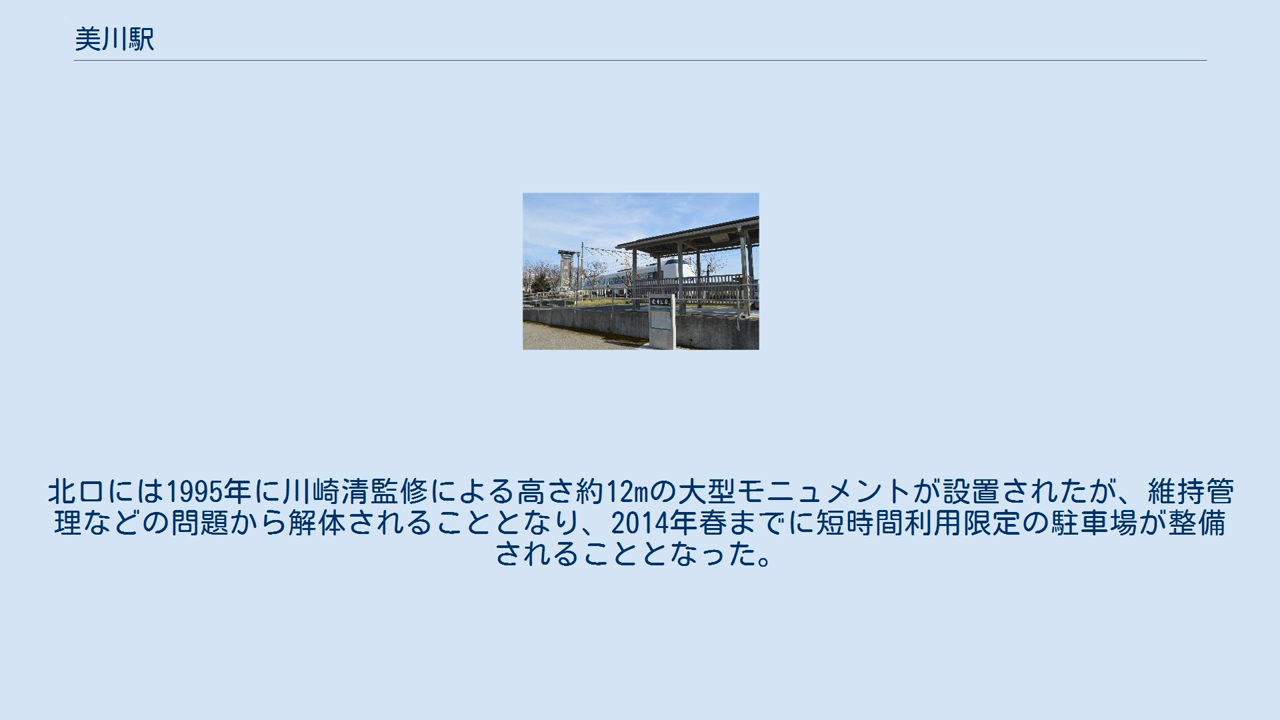 美川駅
北口には1995年に川崎清監修による高さ約12mの大型モニュメントが設置されたが、維持管
理などの問題から解体されることとなり、2014年春までに短時間利用限定の駐車場が整備
されることとなった。